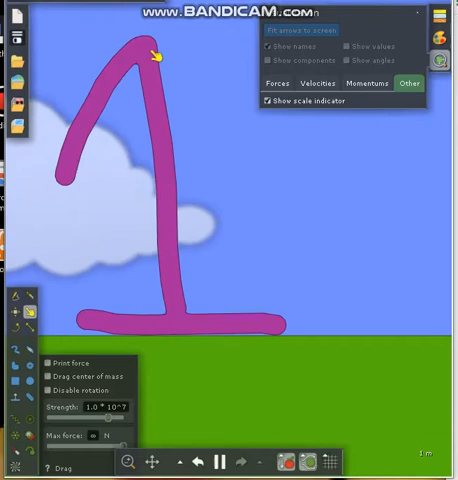 WWW.BANDICAM.COM
Fit arrows to screen
Show names
Show values
Show components
Show angles
Forces
Velocities
Momentums
Other
Show scale indicator
Print force
Drag center of mass
Disable rotation
Strength: 1.0 * 10^7
Max force: ∞ N
? Drag
1 m